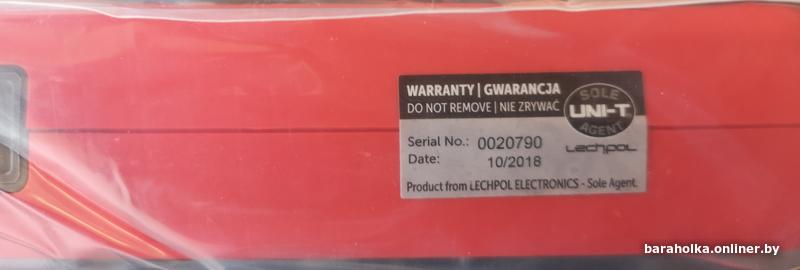 WARRANTY | GWARANCJA
DO NOT REMOVE | NIE ZRYWAĆ
SOLE
UNI-T
AGENT
Serial No.: 0020790
Lechpol
Date: 10/2018
Product from LECHPOL ELECTRONICS - Sole Agent.
baraholka.onliner.by